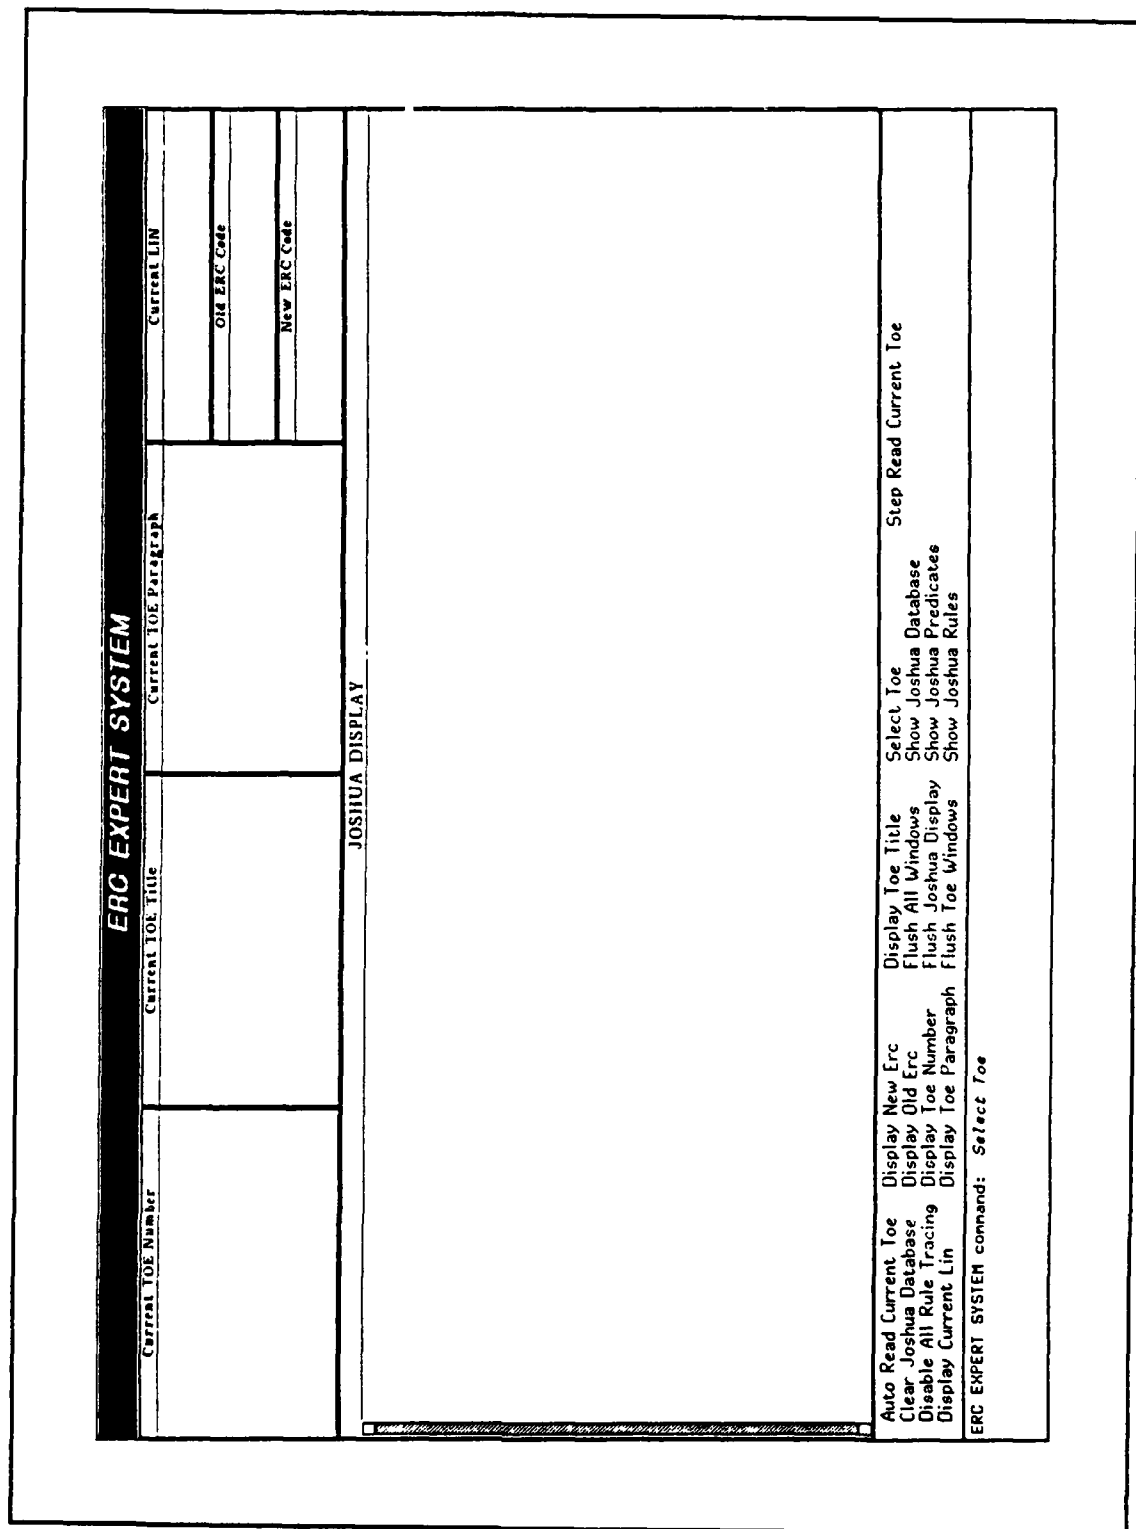 ERC EXPERT SYSTEM
Current TOE Number
Current TOE Title
Current TOE Paragraph
Current LIN
Old ERC Code
New ERC Code
JOSHUA DISPLAY
Auto Read Current Toe Display New Erc Display Toe Title Select Toe Step Read Current Toe
Clear Joshua Database Display Old Erc Flush All Windows Show Joshua Database
Disable All Rule Tracing Display Toe Number Flush Joshua Display Show Joshua Predicates
Display Current Lin Display Toe Paragraph Flush Toe Windows Show Joshua Rules
ERC EXPERT SYSTEM command: Select Toe